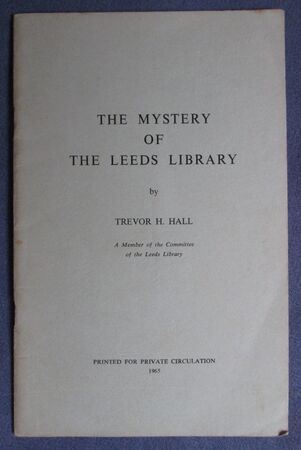 THE MYSTERY
OF
THE LEEDS LIBRARY
by
TREVOR H. HALL
A Member of the Committee
of the Leeds Library
PRINTED FOR PRIVATE CIRCULATION
1965